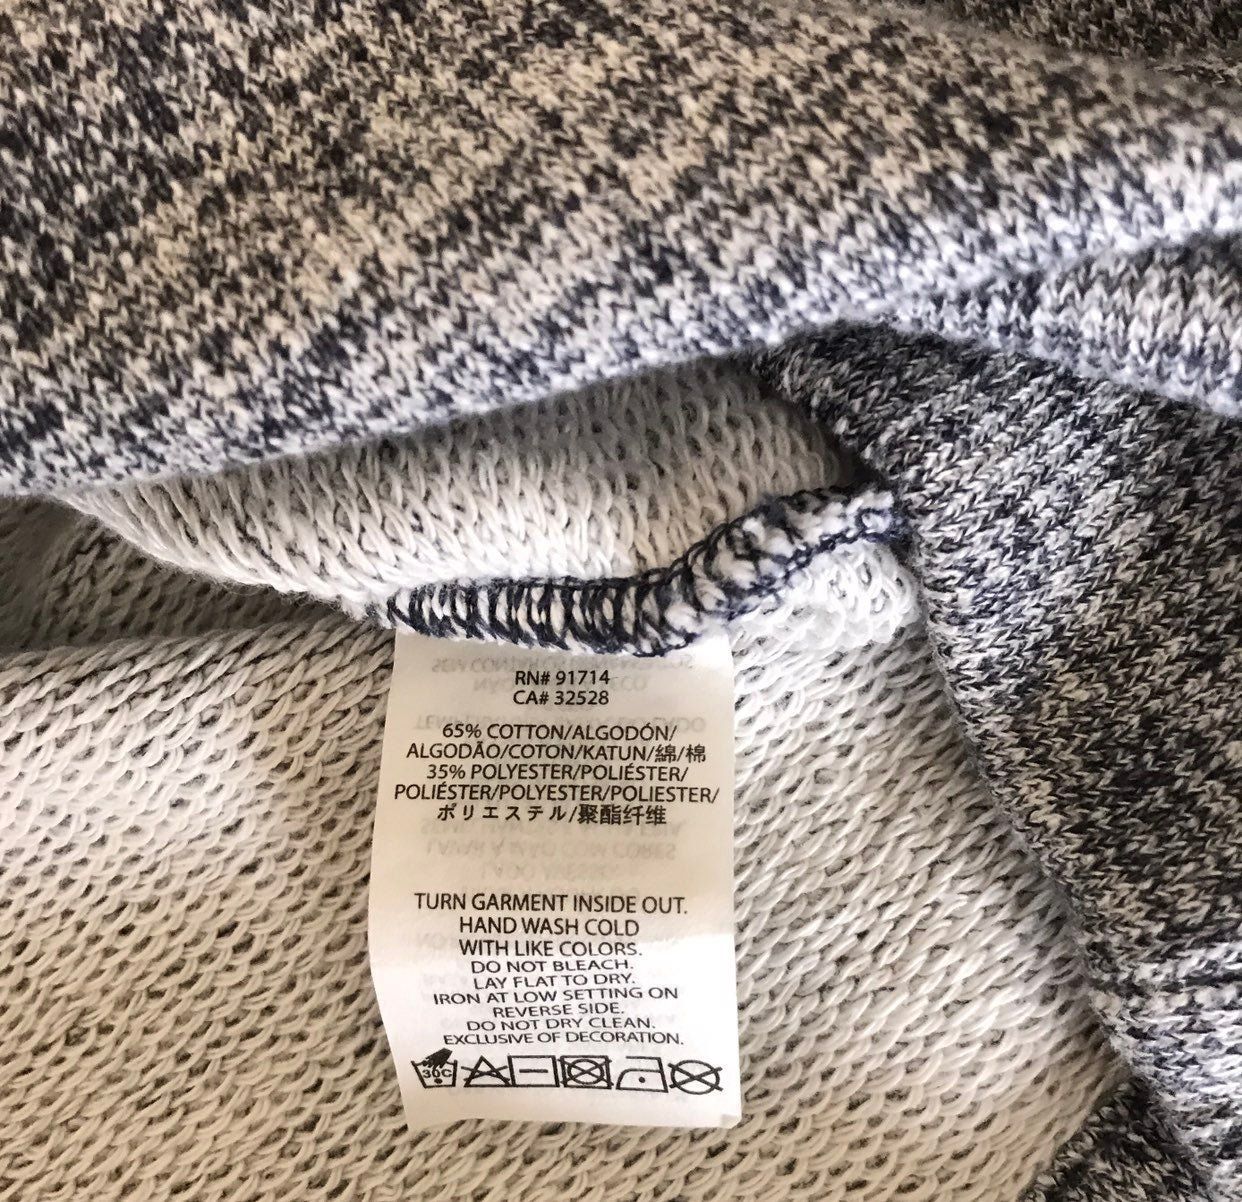 RN# 91714
CA# 32528
65% COTTON/ALGODÓN/
ALGODÃO/COTON/KATUN/綿/棉
35% POLYESTER/POLIÉSTER/
POLIÉSTER/POLYESTER/POLIESTER/
ポリエステル/聚酯纤维
TURN GARMENT INSIDE OUT.
HAND WASH COLD
WITH LIKE COLORS.
DO NOT BLEACH.
LAY FLAT TO DRY.
IRON AT LOW SETTING ON
REVERSE SIDE.
DO NOT DRY CLEAN.
EXCLUSIVE OF DECORATION.
30C